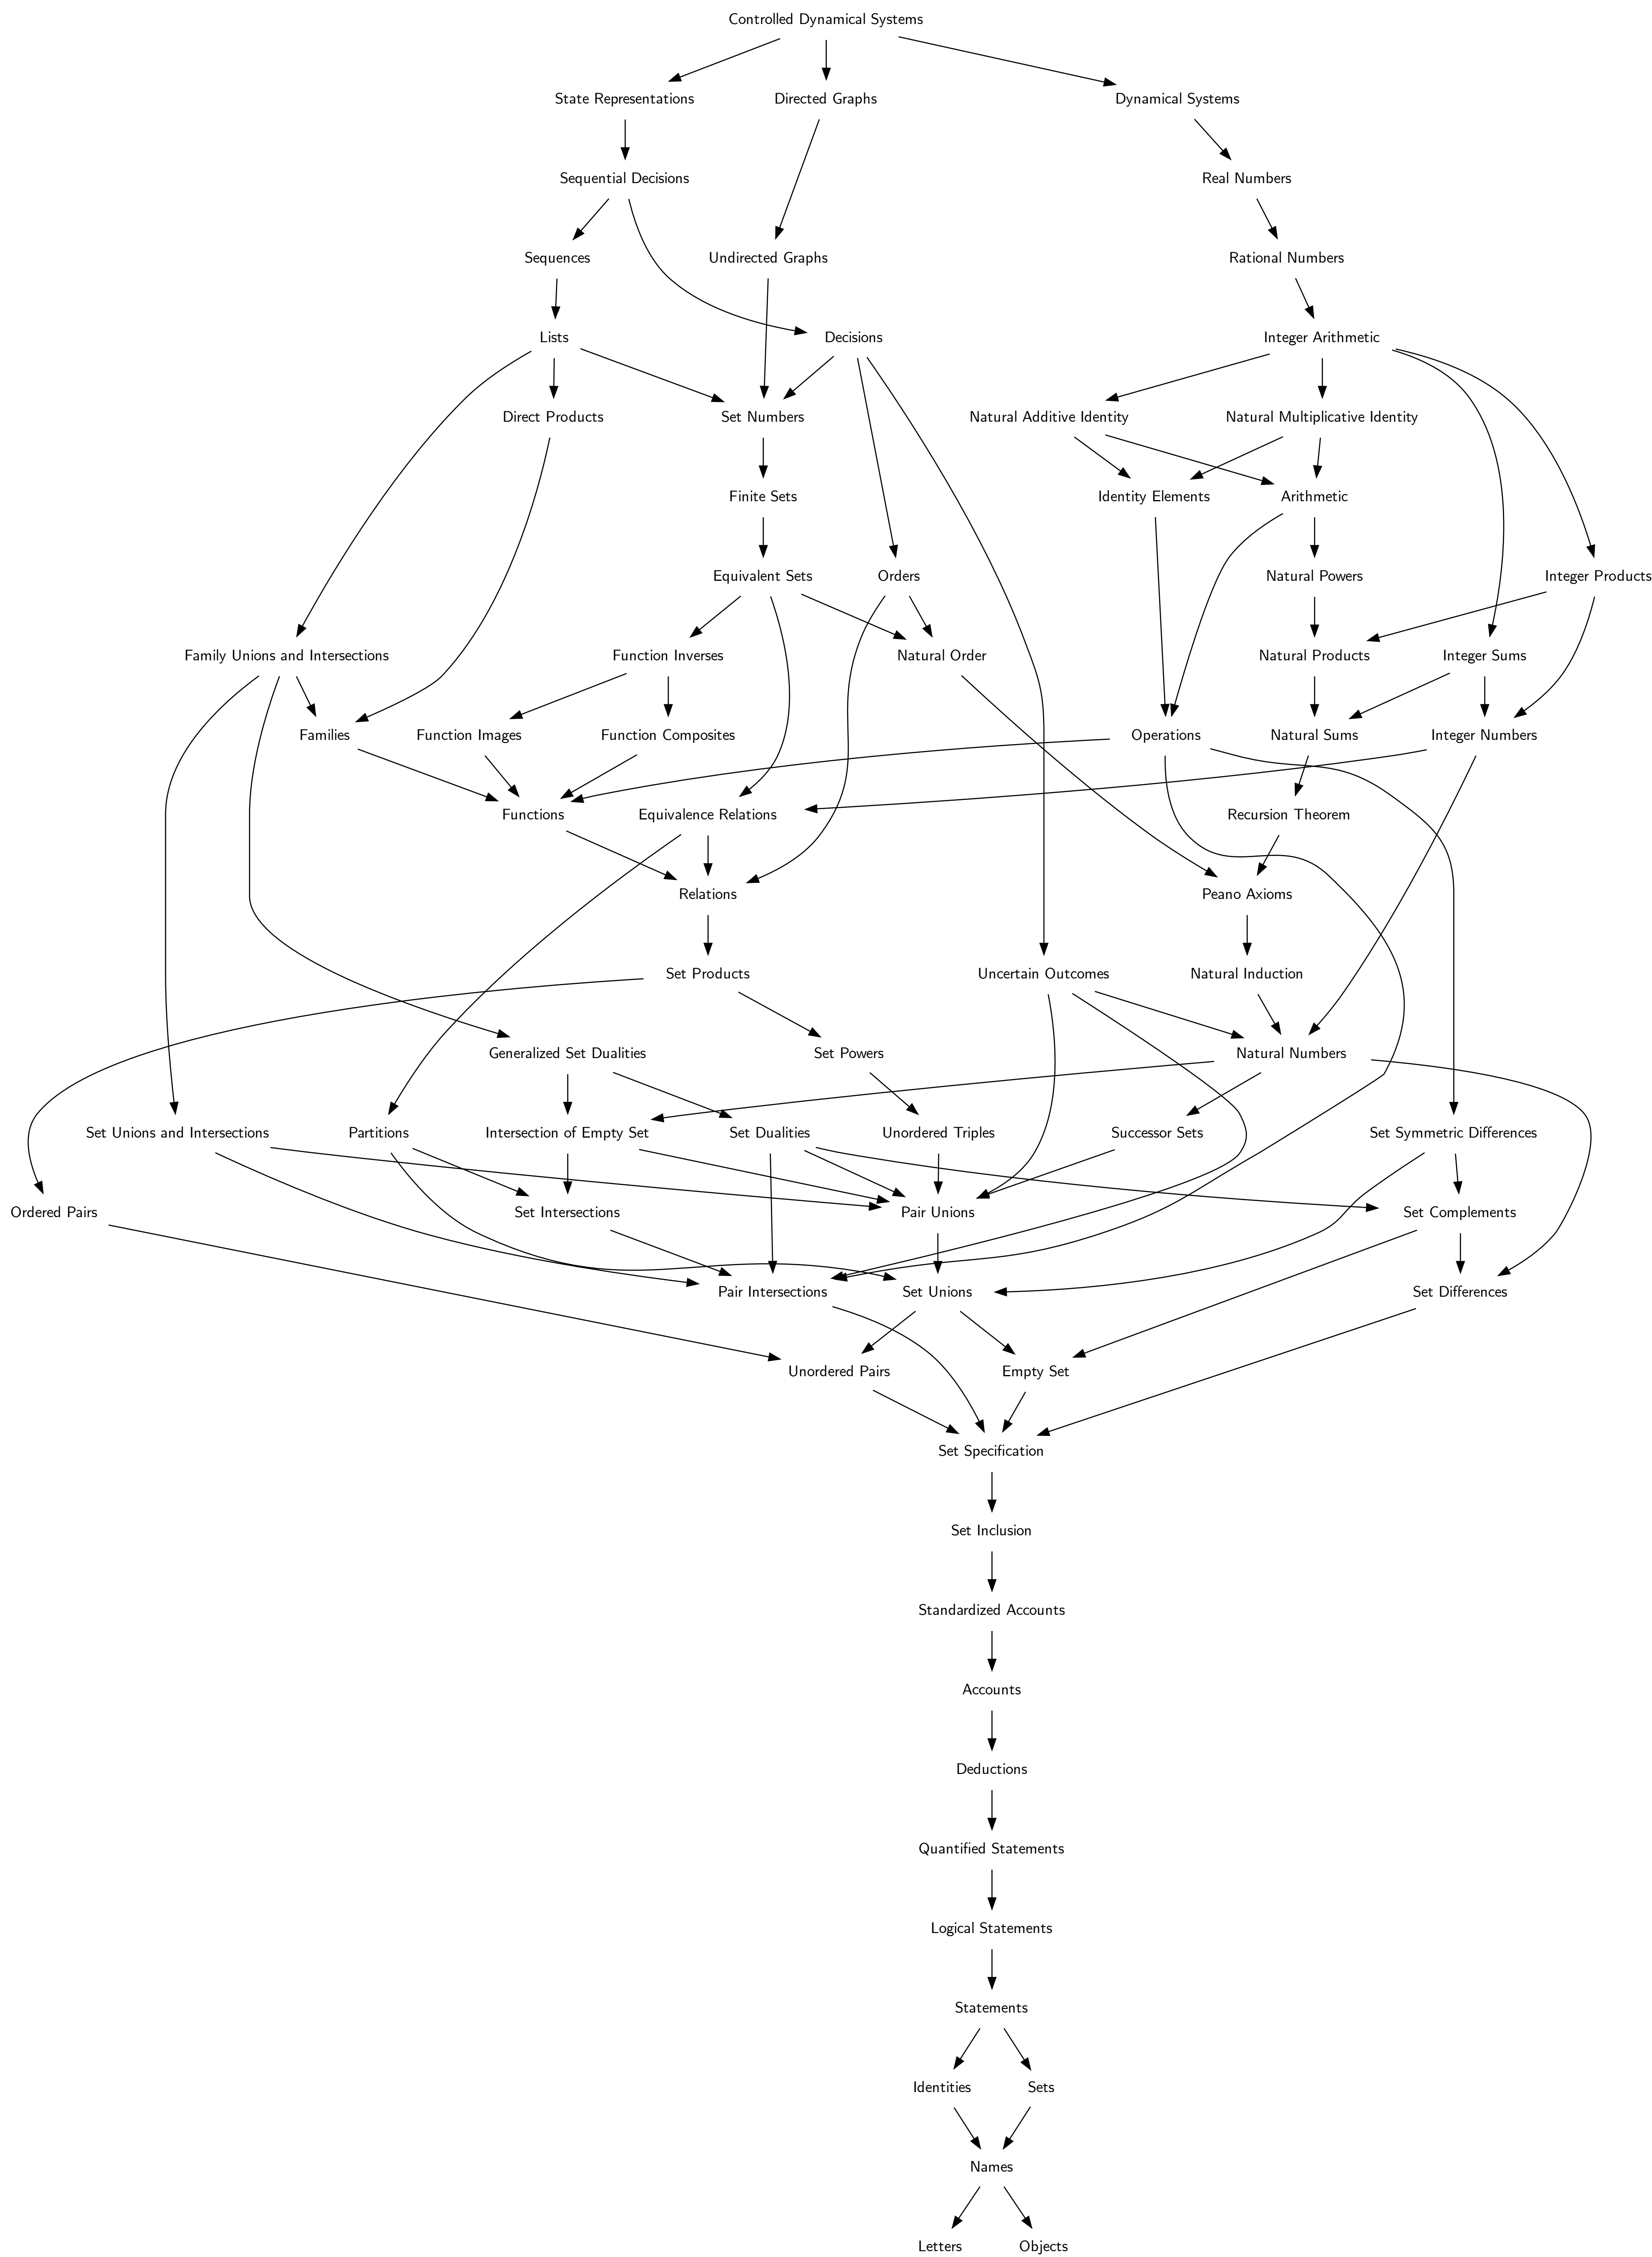 Controlled Dynamical Systems
State Representations
Directed Graphs
Dynamical Systems
Sequential Decisions
Real Numbers
Sequences
Undirected Graphs
Rational Numbers
Lists
Decisions
Integer Arithmetic
Direct Products
Set Numbers
Natural Additive Identity
Natural Multiplicative Identity
Finite Sets
Identity Elements
Arithmetic
Equivalent Sets
Orders
Natural Powers
Integer Products
Family Unions and Intersections
Function Inverses
Natural Order
Natural Products
Integer Sums
Families
Function Images
Function Composites
Operations
Natural Sums
Integer Numbers
Functions
Equivalence Relations
Recursion Theorem
Relations
Peano Axioms
Set Products
Uncertain Outcomes
Natural Induction
Generalized Set Dualities
Set Powers
Natural Numbers
Set Unions and Intersections
Partitions
Intersection of Empty Set
Set Dualities
Unordered Triples
Successor Sets
Set Symmetric Differences
Ordered Pairs
Set Intersections
Pair Unions
Set Complements
Pair Intersections
Set Unions
Set Differences
Unordered Pairs
Empty Set
Set Specification
Set Inclusion
Standardized Accounts
Accounts
Deductions
Quantified Statements
Logical Statements
Statements
Identities
Sets
Names
Letters
Objects